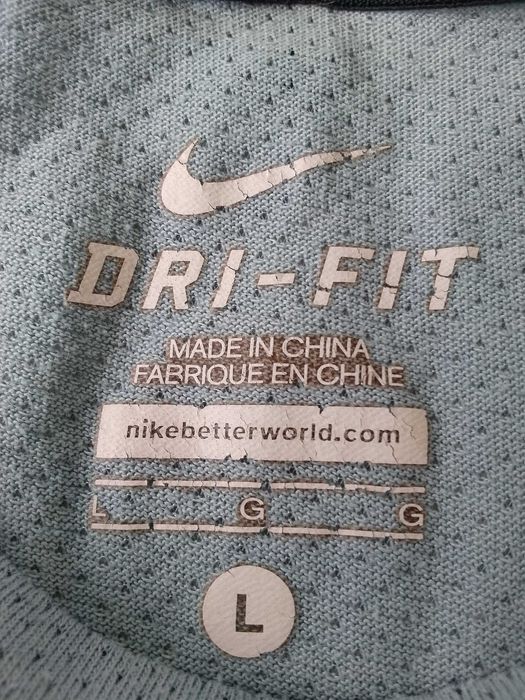 DRI-FIT
MADE IN CHINA
FABRIQUE EN CHINE
nikebetterworld.com
L G G
L